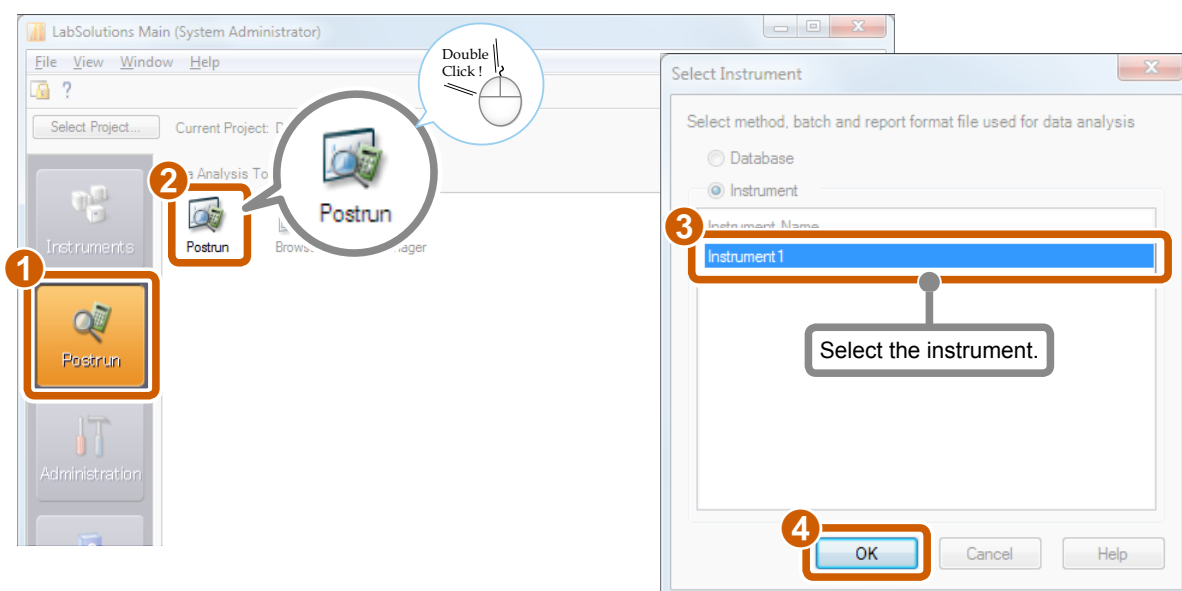 LabSolutions Main (System Administrator)
File View Window Help
Double
Click !
?
Select Project... Current Project:
Analysis To
2
Postrun
Postrun
Instruments
1
Postrun
Administration
Select Instrument
Select method, batch and report format file used for data analysis
Database
Instrument
3
Instrument Name
Instrument1
Select the instrument.
4
OK Cancel Help